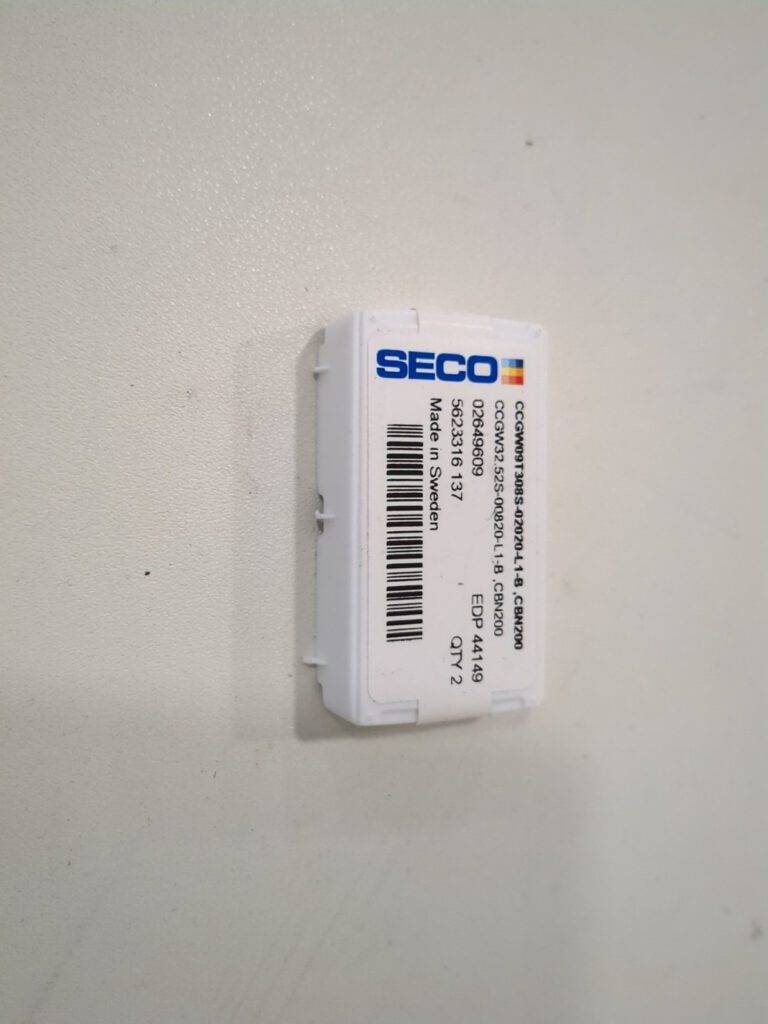 SECO
CCGW09T308S-02020-L1-B ,CBN200
CCGW32.52S-00820-L1-B ,CBN200
02649609 EDP 44149
5623316 137 QTY 2
Made in Sweden